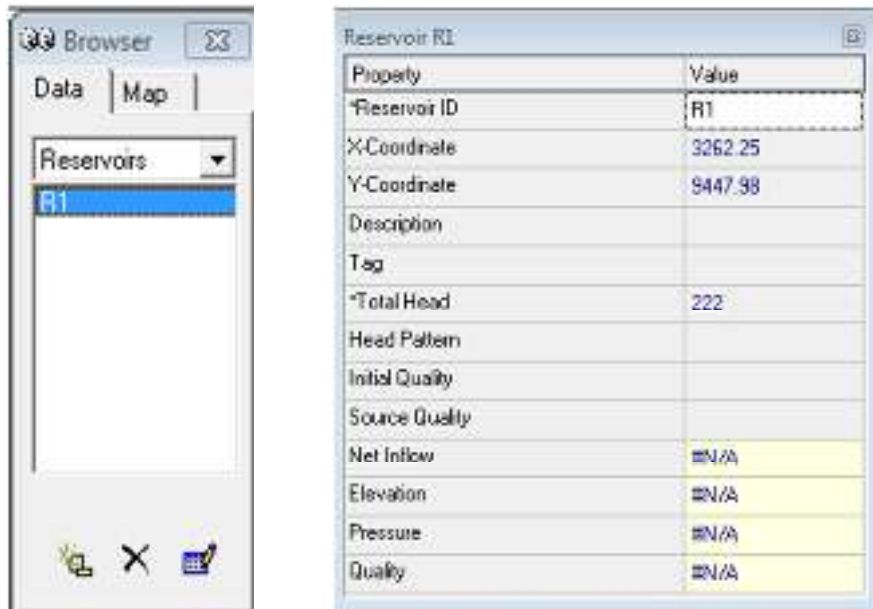 Browser
Data Map
Reservoirs
R1
Reservoir R1
Property Value
*Reservoir ID R1
X-Coordinate 3262.25
Y-Coordinate 9447.98
Description
Tag
*Total Head 222
Head Pattern
Initial Quality
Source Quality
Net Inflow #N/A
Elevation #N/A
Pressure #N/A
Quality #N/A